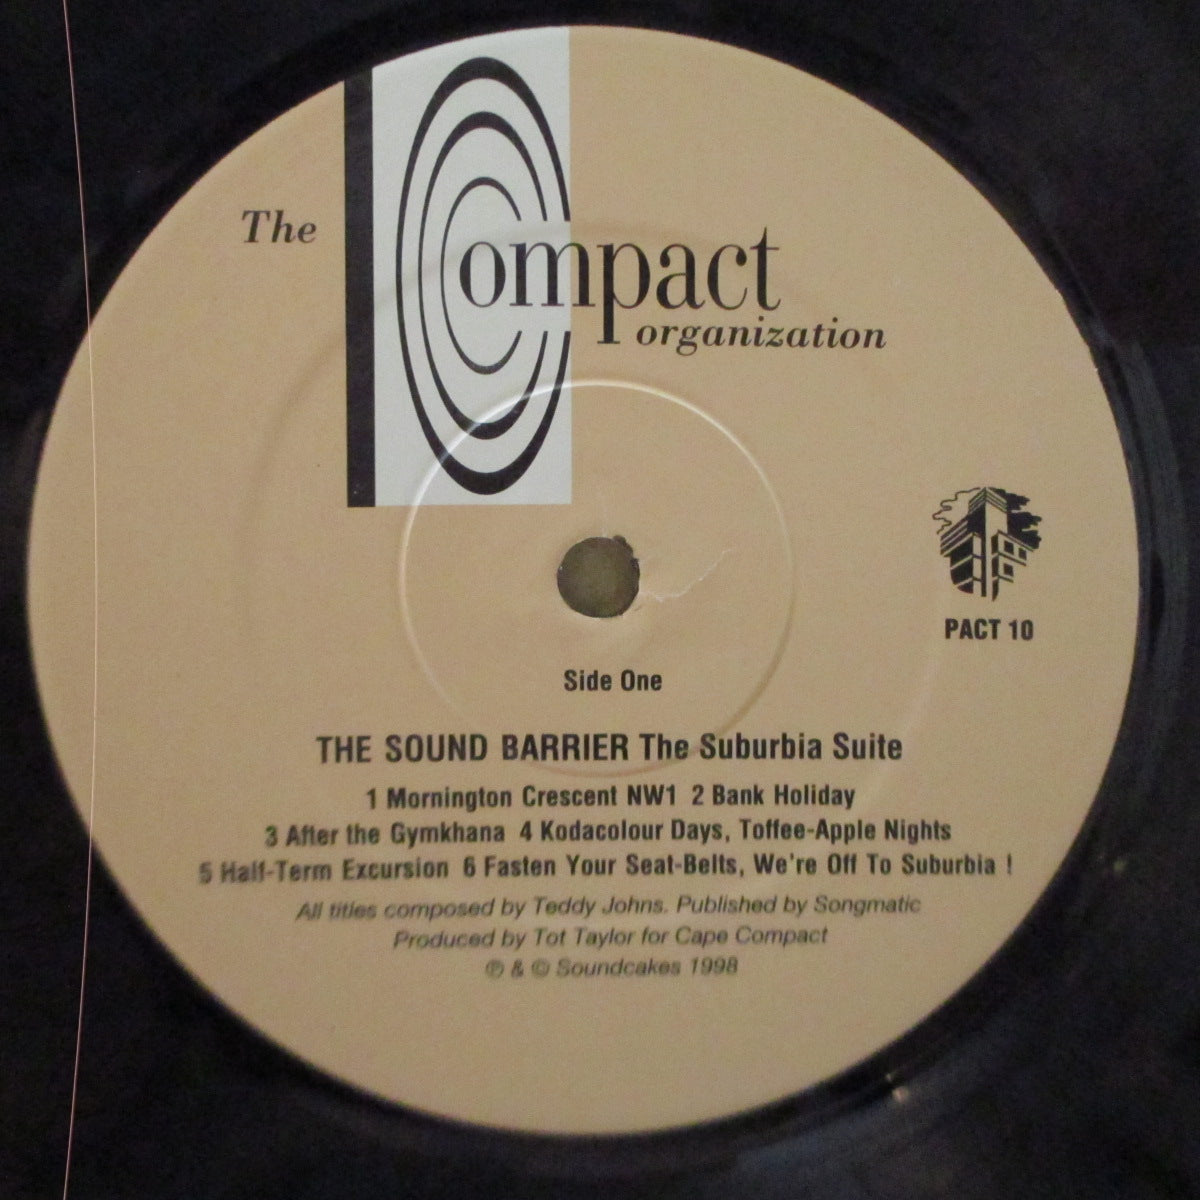 The Compact
organization
PACT 10
Side One
THE SOUND BARRIER The Suburbia Suite
1 Mornington Crescent NW1 2 Bank Holiday
3 After the Gymkhana 4 Kodacolour Days, Toffee-Apple Nights
5 Half-Term Excursion 6 Fasten Your Seat-Belts, We're Off To Suburbia !
All titles composed by Teddy Johns. Published by Songmatic
Produced by Tot Taylor for Cape Compact
℗ & © Soundcakes 1998